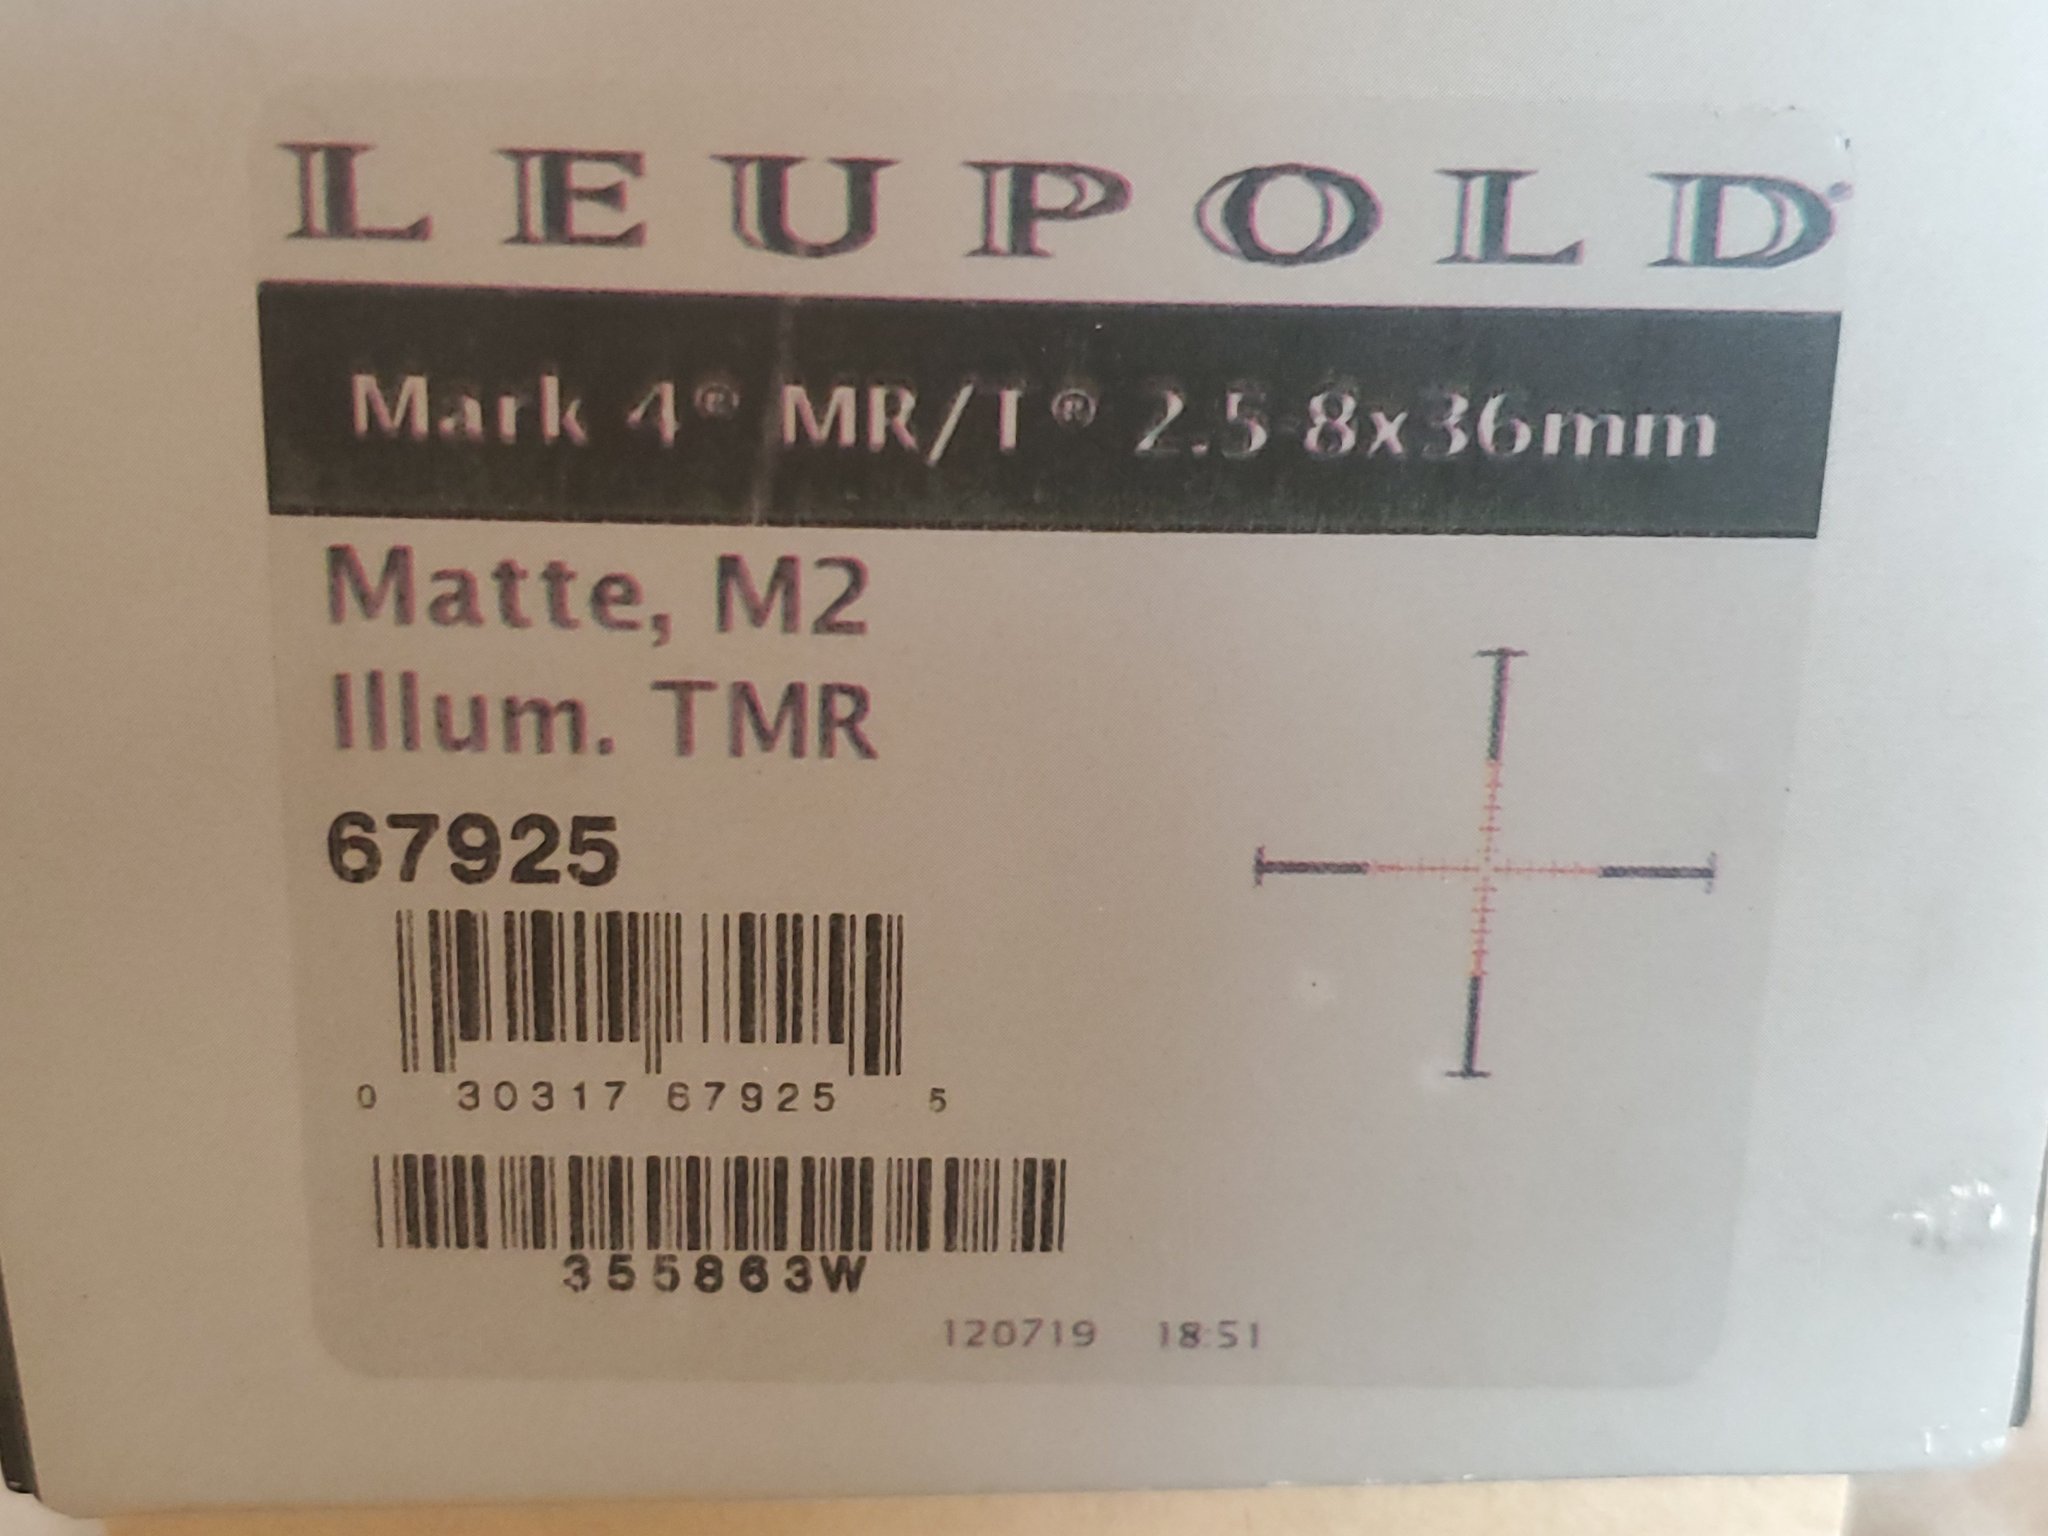 LEUPOLD®
Mark 4® MR/T® 2.5-8x36mm
Matte, M2
Illum. TMR
67925
0 30317 67925 5
355863W
120719 18:51